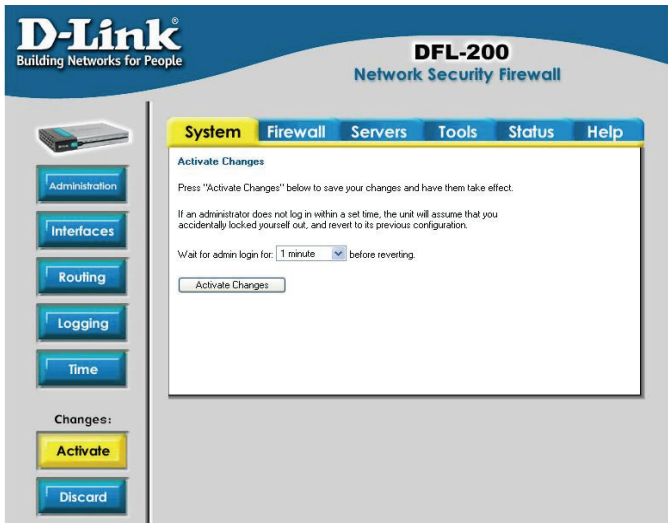 D-Link®
Building Networks for People
DFL-200
Network Security Firewall
System Firewall Servers Tools Status Help
Administration
Interfaces
Routing
Logging
Time
Changes:
Activate
Discard
Activate Changes
Press "Activate Changes" below to save your changes and have them take effect.
If an administrator does not log in within a set time, the unit will assume that you
accidentally locked yourself out, and revert to its previous configuration.
Wait for admin login for: 1 minute before reverting.
Activate Changes